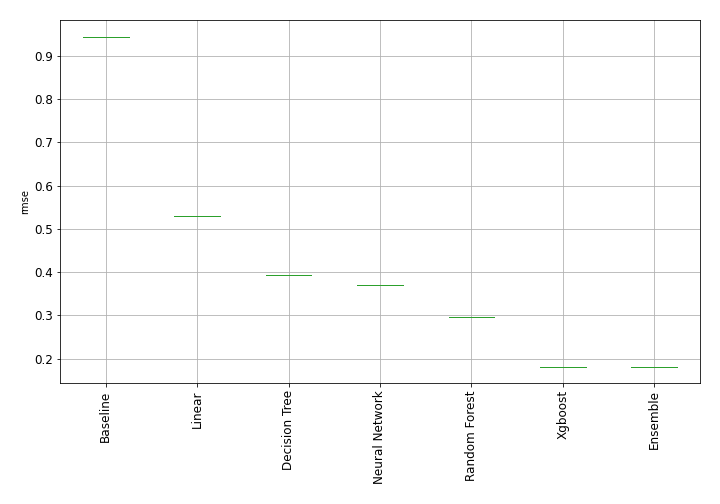 rmse
0.9
0.8
0.7
0.6
0.5
0.4
0.3
0.2
Baseline
Linear
Decision Tree
Neural Network
Random Forest
Xgboost
Ensemble